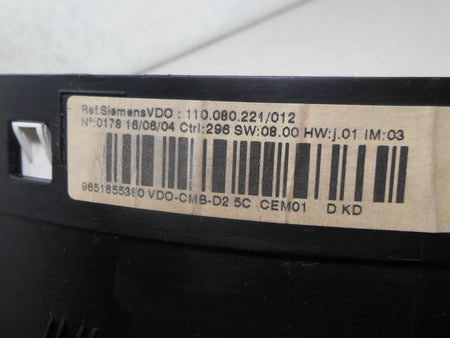 Ref.SiemensVDO : 110.080.221/012
N°:0178 16/06/04 Ctrl:296 SW:08.00 HW:j.01 IM:03
9651855380 VDO-CMB-D2 5C CEM01 D KD